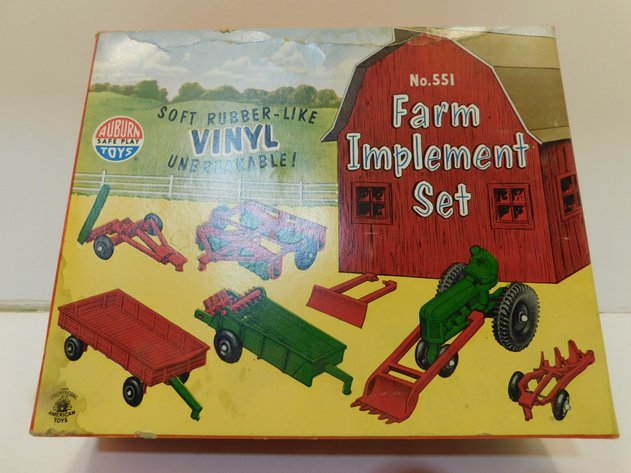 No.551
Farm
Implement
Set
SOFT RUBBER-LIKE
VINYL
UNBREAKABLE!
AUBURN
SAFE PLAY
TOYS
AMERICAN
TOYS